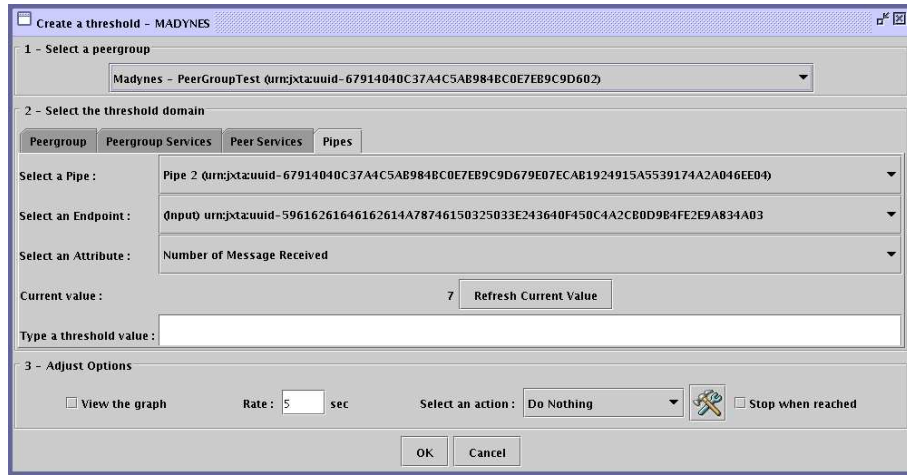 Create a threshold - MADYNES
1 - Select a peergroup
Madynes - PeerGroupTest (urn:jxta:uuid-67914040C37A4C5AB984BC0E7EB9C9D602)
2 - Select the threshold domain
Peergroup Peergroup Services Peer Services Pipes
Select a Pipe : Pipe 2 (urn:jxta:uuid-67914040C37A4C5AB984BC0E7EB9C9D679E07ECAB1924915A5539174A2A046EE04)
Select an Endpoint : (Input) urn:jxta:uuid-59616261646162614A78746150325033E243640F450C4A2CB0D9B4FE2E9A834A03
Select an Attribute : Number of Message Received
Current value : 7 Refresh Current Value
Type a threshold value :
3 - Adjust Options
View the graph Rate : 5 sec Select an action : Do Nothing Stop when reached
OK Cancel